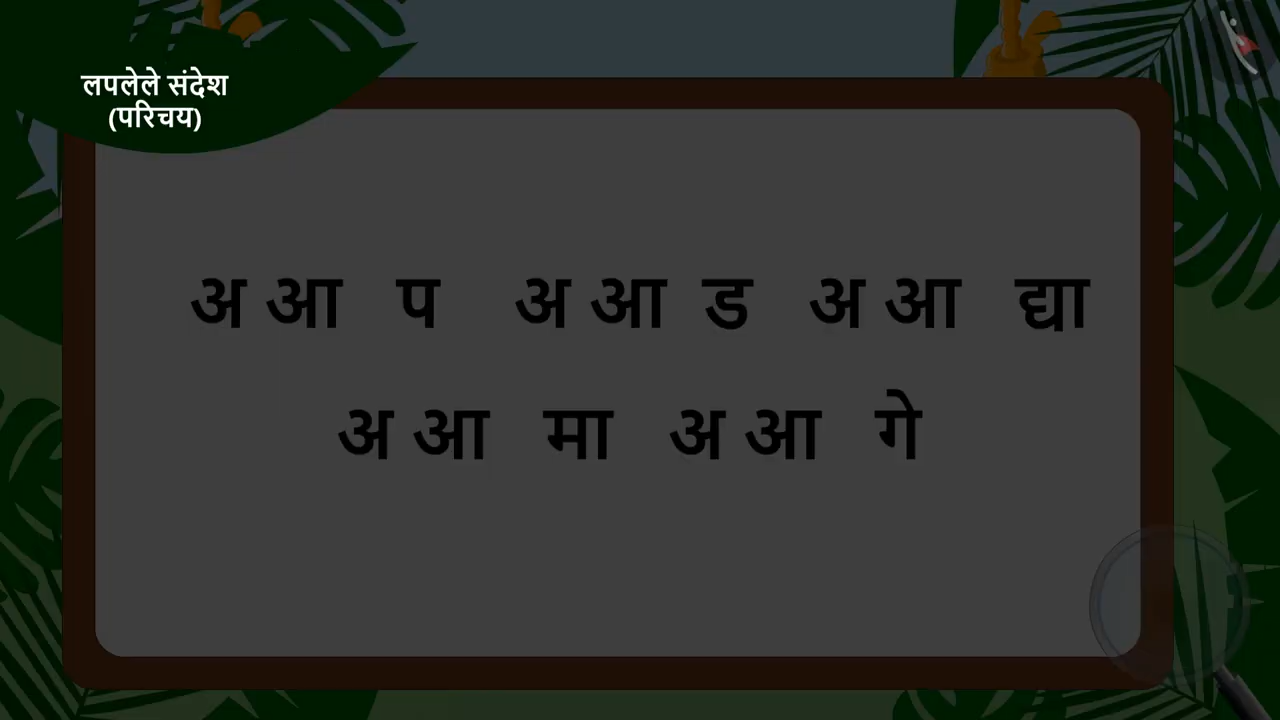 लपलेले संदेश
(परिचय)
अ आ प अ आ ड अ आ द्या
अ आ मा अ आ गे